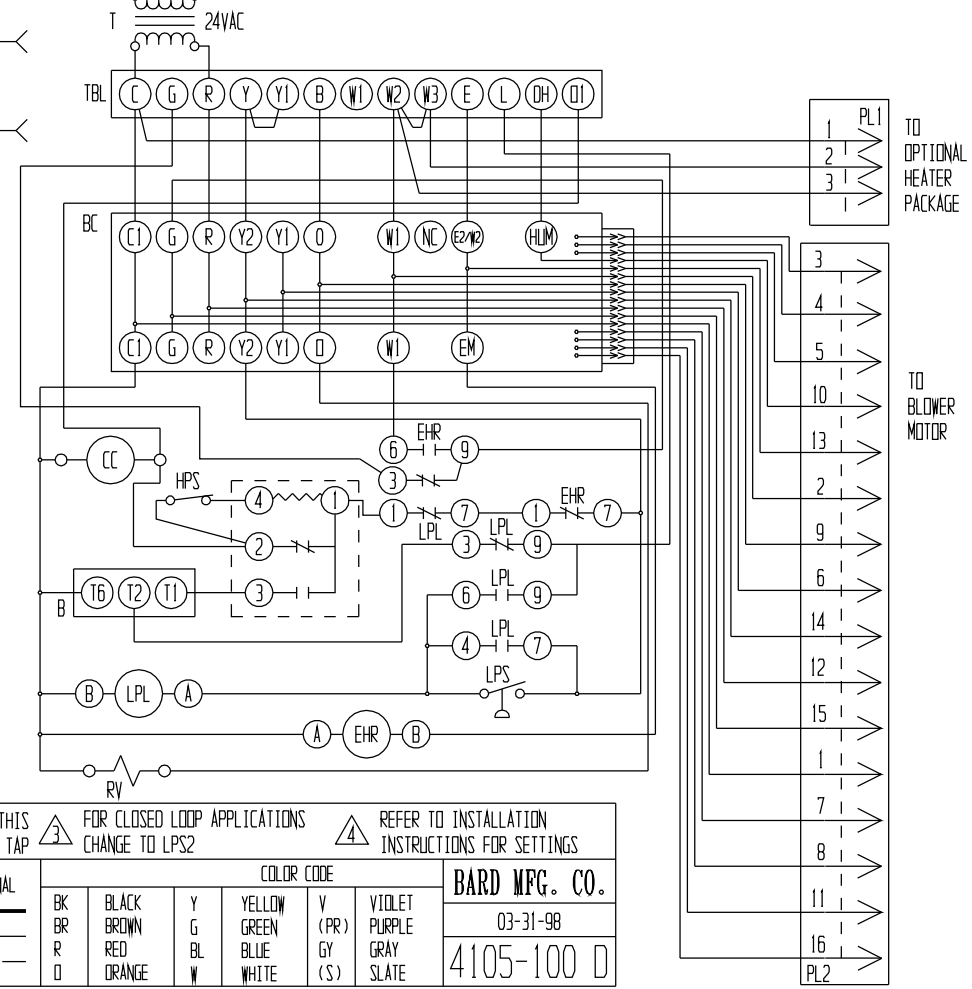 T 24VAC
TBL C G R Y Y1 B W1 W2 W3 E L OH O1
PL1
1
2
3
TO
OPTIONAL
HEATER
PACKAGE
BC C1 G R Y2 Y1 O W1 NC E2/W2 HUM
C1 G R Y2 Y1 O W1 EM
3
4
5
10
13
2
9
6
14
12
15
1
7
8
11
16
PL2
TO
BLOWER
MOTOR
6 EHR 9
CC
3
HPS
4 1
1 LPL 7 1 EHR 7
2
3 LPL 9
B T6 T2 T1
3
6 LPL 9
4 LPL 7
B LPL A
LPS
A EHR B
RV
THIS
TAP
3 FOR CLOSED LOOP APPLICATIONS
CHANGE TO LPS2
4 REFER TO INSTALLATION
INSTRUCTIONS FOR SETTINGS
COLOR CODE
BK BLACK Y YELLOW V VIOLET
BR BROWN G GREEN (PR) PURPLE
R RED BL BLUE GY GRAY
O ORANGE W WHITE (S) SLATE
BARD MFG. CO.
03-31-98
4105-100 D